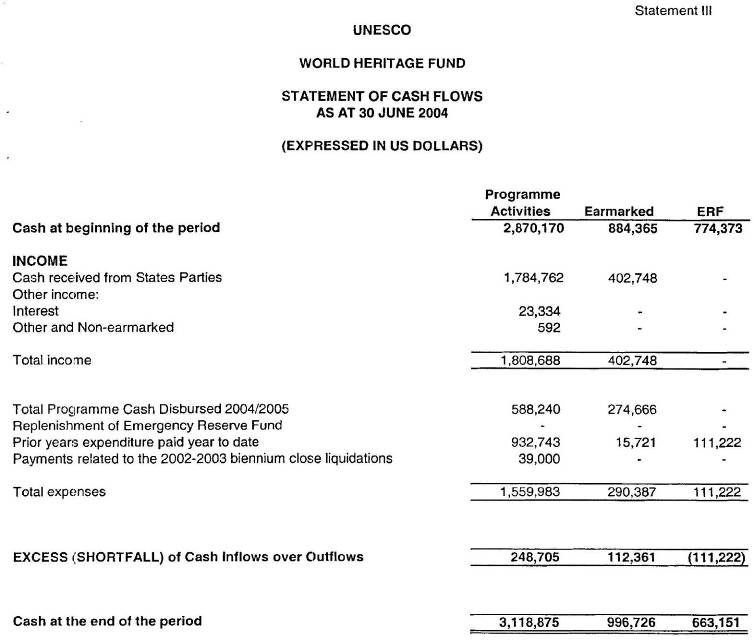 Statement III
UNESCO
WORLD HERITAGE FUND
STATEMENT OF CASH FLOWS
AS AT 30 JUNE 2004
(EXPRESSED IN US DOLLARS)
Programme
Activities Earmarked ERF
Cash at beginning of the period 2,870,170 884,365 774,373
INCOME
Cash received from States Parties 1,784,762 402,748 -
Other income:
Interest 23,334 - -
Other and Non-earmarked 592 - -
Total income 1,808,688 402,748 -
Total Programme Cash Disbursed 2004/2005 588,240 274,666 -
Replenishment of Emergency Reserve Fund - - -
Prior years expenditure paid year to date 932,743 15,721 111,222
Payments related to the 2002-2003 biennium close liquidations 39,000 - -
Total expenses 1,559,983 290,387 111,222
EXCESS (SHORTFALL) of Cash Inflows over Outflows 248,705 112,361 (111,222)
Cash at the end of the period 3,118,875 996,726 663,151